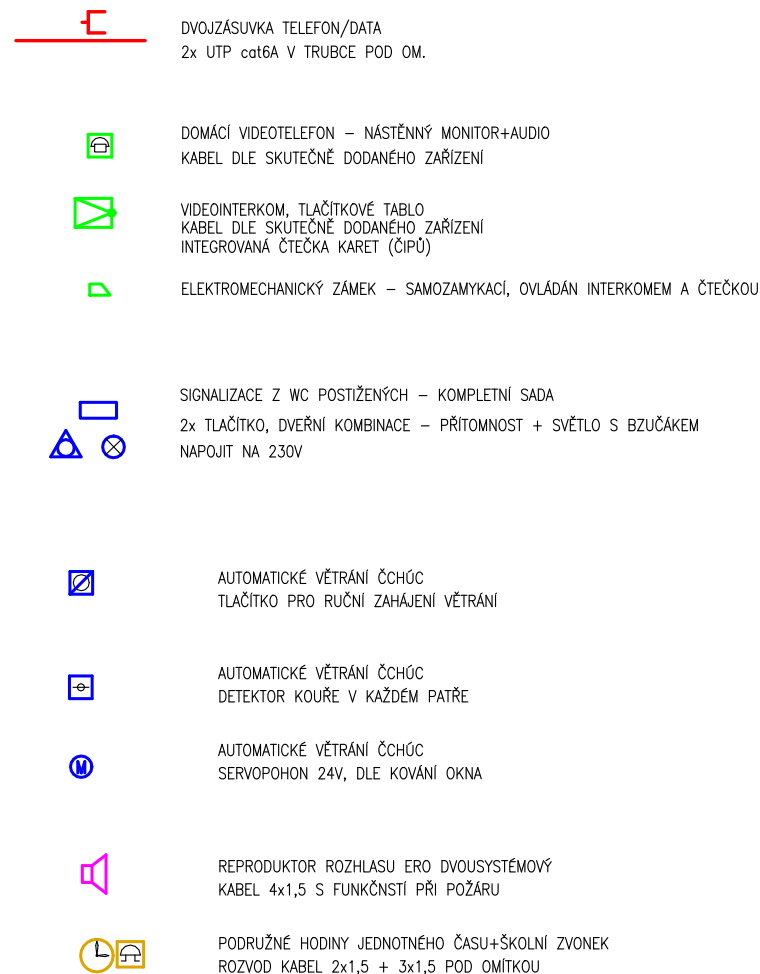 DVOJZÁSUVKA TELEFON/DATA
2x UTP cat6A V TRUBCE POD OM.
DOMÁCÍ VIDEOTELEFON – NÁSTĚNNÝ MONITOR+AUDIO
KABEL DLE SKUTEČNĚ DODANÉHO ZAŘÍZENÍ
VIDEOINTERKOM, TLAČÍTKOVÉ TABLO
KABEL DLE SKUTEČNĚ DODANÉHO ZAŘÍZENÍ
INTEGROVANÁ ČTEČKA KARET (ČIPŮ)
ELEKTROMECHANICKÝ ZÁMEK – SAMOZAMYKACÍ, OVLÁDÁN INTERKOMEM A ČTEČKOU
SIGNALIZACE Z WC POSTIŽENÝCH – KOMPLETNÍ SADA
2x TLAČÍTKO, DVEŘNÍ KOMBINACE – PŘÍTOMNOST + SVĚTLO S BZUČÁKEM
NAPOJIT NA 230V
AUTOMATICKÉ VĚTRÁNÍ ČCHÚC
TLAČÍTKO PRO RUČNÍ ZAHÁJENÍ VĚTRÁNÍ
AUTOMATICKÉ VĚTRÁNÍ ČCHÚC
DETEKTOR KOUŘE V KAŽDÉM PATŘE
M
AUTOMATICKÉ VĚTRÁNÍ ČCHÚC
SERVOPOHON 24V, DLE KOVÁNÍ OKNA
REPRODUKTOR ROZHLASU ERO DVOUSYSTÉMOVÝ
KABEL 4x1,5 S FUNKČNSTÍ PŘI POŽÁRU
PODRUŽNÉ HODINY JEDNOTNÉHO ČASU+ŠKOLNÍ ZVONEK
ROZVOD KABEL 2x1,5 + 3x1,5 POD OMÍTKOU